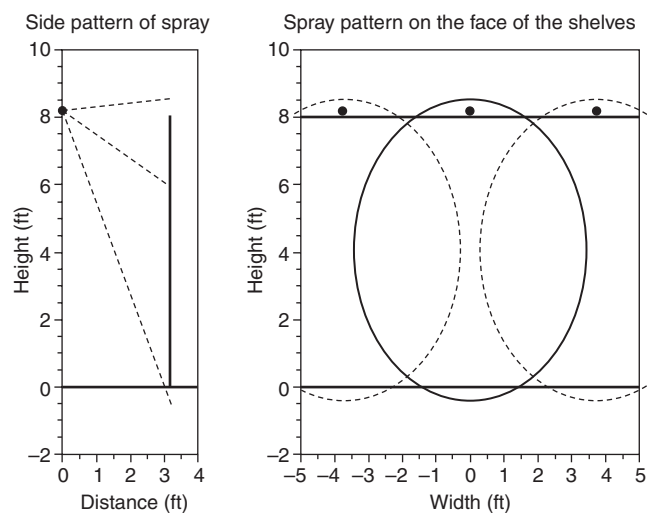 Side pattern of spray
10
8
6
4
2
0
–2
0 1 2 3 4
Height (ft)
Distance (ft)
Spray pattern on the face of the shelves
10
8
6
4
2
0
–2
–5 –4 –3 –2 –1 0 1 2 3 4 5
Height (ft)
Width (ft)